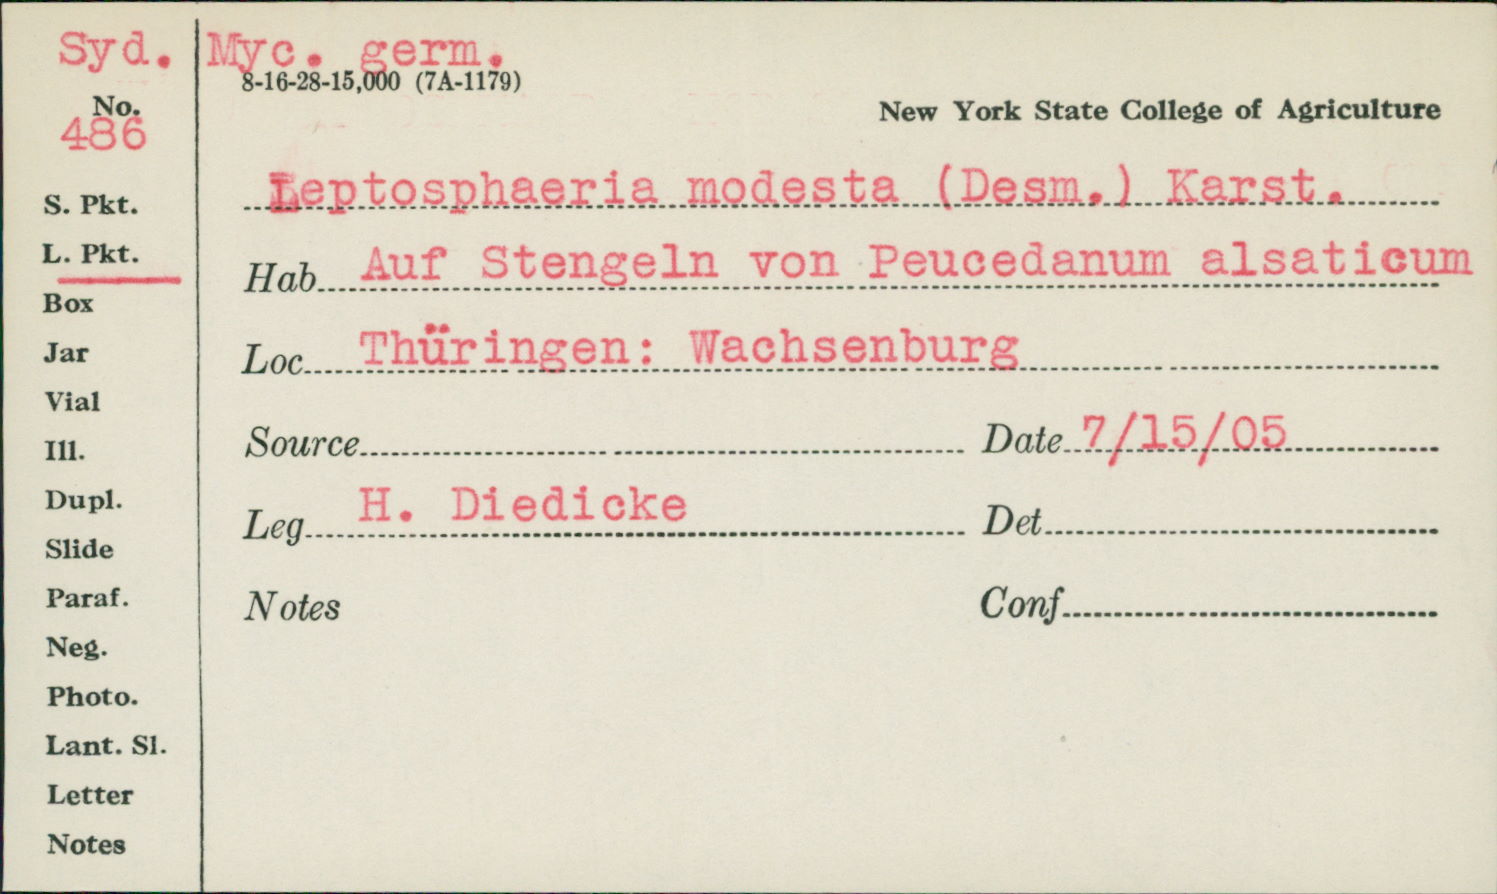 Syd. Myc. germ.
8-16-28-15,000 (7A-1179)
No.
486
New York State College of Agriculture
Leptosphaeria modesta (Desm.) Karst.
S. Pkt.
L. Pkt.
Box
Jar
Vial
Ill.
Dupl.
Slide
Paraf.
Neg.
Photo.
Lant. Sl.
Letter
Notes
Hab. Auf Stengeln von Peucedanum alsaticum
Loc. Thüringen: Wachsenburg
Source
Date 7/15/05
Leg. H. Diedicke
Det.
Notes
Conf.